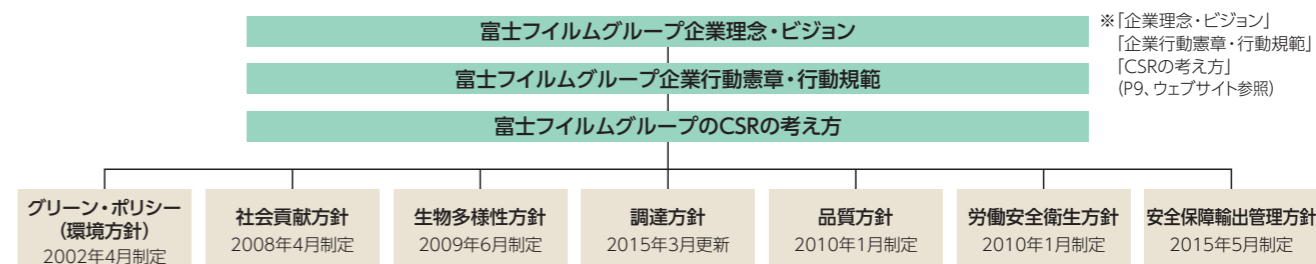 富士フイルムグループ企業理念・ビジョン
富士フイルムグループ企業行動憲章・行動規範
富士フイルムグループのCSRの考え方
※「企業理念・ビジョン」
「企業行動憲章・行動規範」
「CSRの考え方」
(P9、ウェブサイト参照)
グリーン・ポリシー
(環境方針)
2002年4月制定
社会貢献方針
2008年4月制定
生物多様性方針
2009年6月制定
調達方針
2015年3月更新
品質方針
2010年1月制定
労働安全衛生方針
2010年1月制定
安全保障輸出管理方針
2015年5月制定